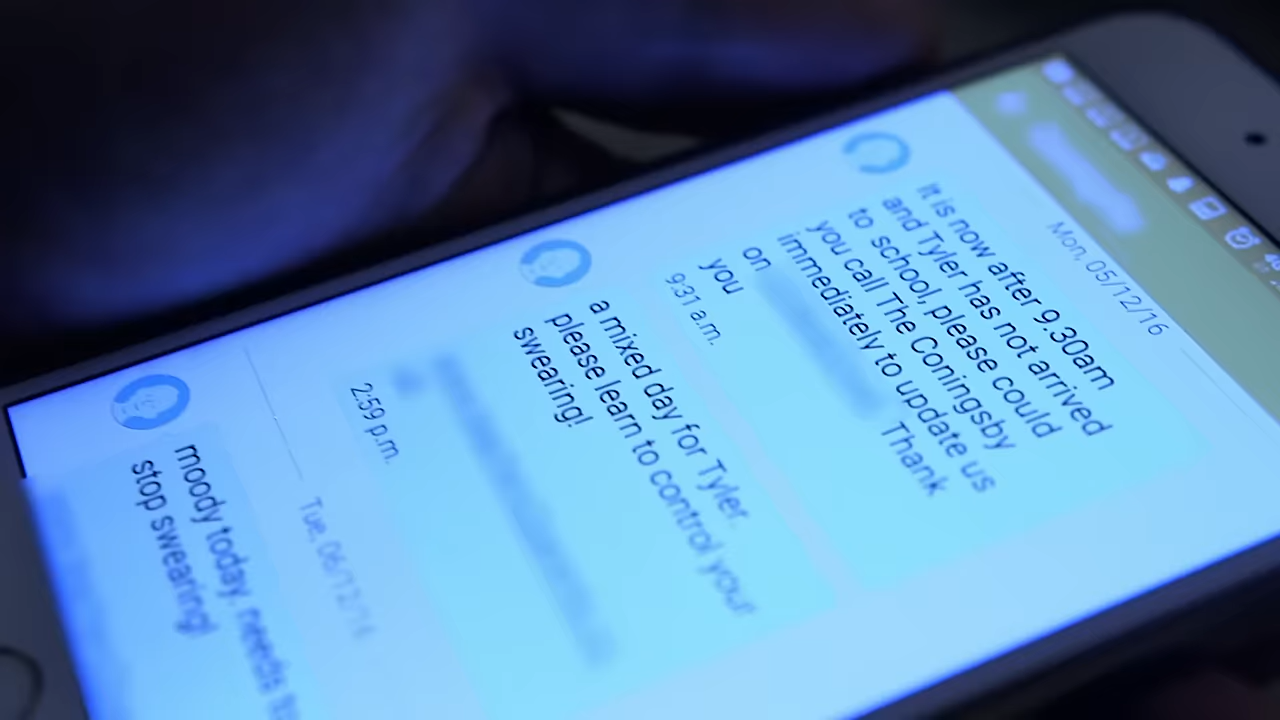 Mon, 05/12/16
It is now after 9.30am
and Tyler has not arrived
to school, please could
you call The Coningsby
immediately to update us
on Thank
you
9:31 a.m.
a mixed day for Tyler.
please learn to control your
swearing!
2:59 p.m.
Tue, 06/12/16
moody today. needs to
stop swearing!